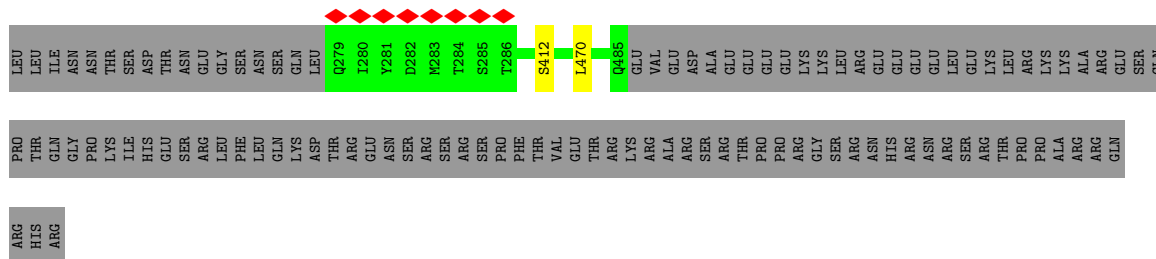 LEU LEU ILE ASN ASN THR SER ASP THR ASN GLU GLY SER ASN SER GLN LEU Q279 I280 Y281 D282 M283 T284 S285 T286 S412 L470 Q485 GLU VAL GLU ASP ALA GLU GLU GLU GLU LYS LYS LEU ARG GLU GLU GLU GLU LEU GLU LYS LEU ARG LYS LYS ALA ARG GLU SER GLN
PRO THR GLN GLY PRO LYS ILE HIS GLU SER ARG LEU PHE LEU GLN LYS ASP THR ARG GLU ASN SER ARG SER ARG SER PRO PHE THR VAL GLU THR ARG LYS ARG ALA ARG SER ARG THR PRO PRO ARG GLY SER ARG ASN HIS ARG ASN ARG SER ARG THR PRO PRO ALA ARG ARG GLN
ARG HIS ARG